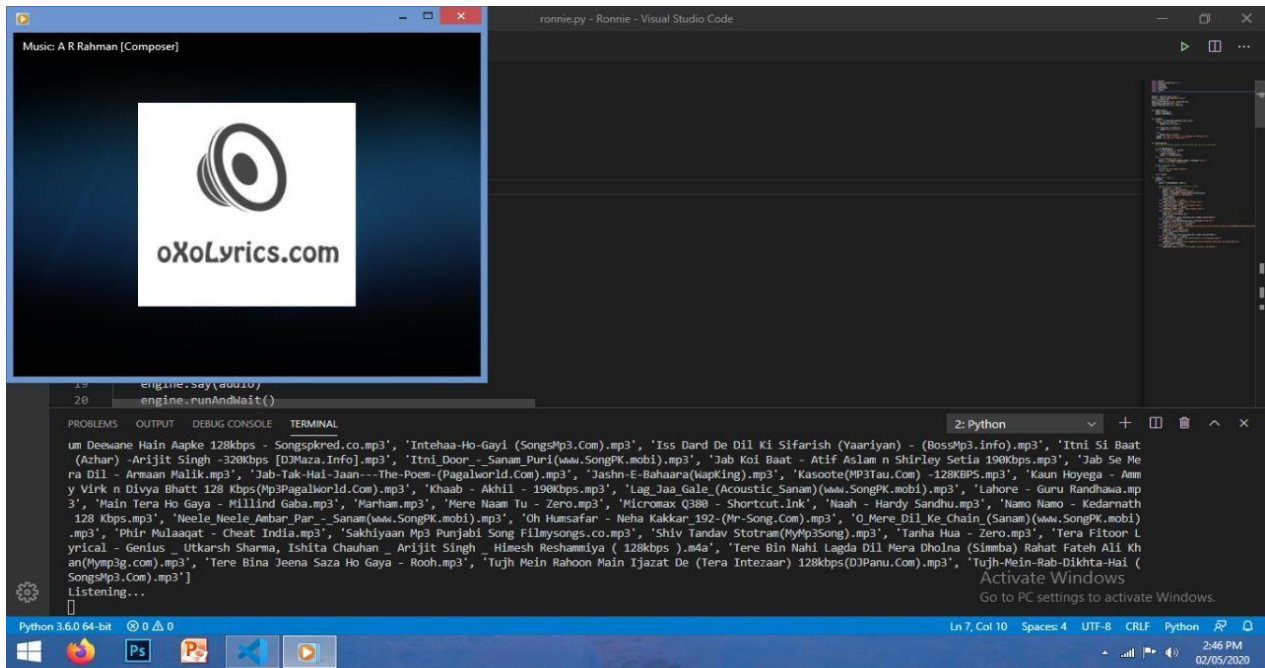 ronnie.py - Ronnie - Visual Studio Code
Music: A R Rahman [Composer]
oXoLyrics.com
19 engine.say(audio)
20 engine.runAndWait()
PROBLEMS OUTPUT DEBUG CONSOLE TERMINAL 2: Python
um Deewane Hain Aapke 128kbps - Songspkred.co.mp3', 'Intehaa-Ho-Gayi (SongsMp3.Com).mp3', 'Iss Dard De Dil Ki Sifarish (Yaariyan) - (BossMp3.info).mp3', 'Itni Si Baat
(Azhar) -Arijit Singh -320Kbps [DJMaza.Info].mp3', 'Itni_Door_-_Sanam_Puri(www.SongPK.mobi).mp3', 'Jab Koi Baat - Atif Aslam n Shirley Setia 190Kbps.mp3', 'Jab Se Me
ra Dil - Armaan Malik.mp3', 'Jab-Tak-Hai-Jaan---The-Poem-(Pagalworld.Com).mp3', 'Jashn-E-Bahaara(WapKing).mp3', 'Kasoote(MP3Tau.Com) -128KBPS.mp3', 'Kaun Hoyega - Amm
y Virk n Divya Bhatt 128 Kbps(Mp3PagalWorld.Com).mp3', 'Khaab - Akhil - 190Kbps.mp3', 'Lag_Jaa_Gale_(Acoustic_Sanam)(www.SongPK.mobi).mp3', 'Lahore - Guru Randhawa.mp
3', 'Main Tera Ho Gaya - Millind Gaba.mp3', 'Marham.mp3', 'Mere Naam Tu - Zero.mp3', 'Micromax Q380 - Shortcut.lnk', 'Naah - Hardy Sandhu.mp3', 'Namo Namo - Kedarnath
128 Kbps.mp3', 'Neele_Neele_Ambar_Par_-_Sanam(www.SongPK.mobi).mp3', 'Oh Humsafar - Neha Kakkar_192-(Mr-Song.Com).mp3', 'O_Mere_Dil_Ke_Chain_(Sanam)(www.SongPK.mobi)
.mp3', 'Phir Mulaaqat - Cheat India.mp3', 'Sakhiyaan Mp3 Punjabi Song Filmysongs.co.mp3', 'Shiv Tandav Stotram(MyMp3Song).mp3', 'Tanha Hua - Zero.mp3', 'Tera Fitoor L
yrical - Genius _ Utkarsh Sharma, Ishita Chauhan _ Arijit Singh _ Himesh Reshammiya ( 128kbps ).m4a', 'Tere Bin Nahi Lagda Dil Mera Dholna (Simmba) Rahat Fateh Ali Kh
an(Mymp3g.com).mp3', 'Tere Bina Jeena Saza Ho Gaya - Rooh.mp3', 'Tujh Mein Rahoon Main Ijazat De (Tera Intezaar) 128kbps(DJPanu.Com).mp3', 'Tujh-Mein-Rab-Dikhta-Hai (
SongsMp3.Com).mp3']
Listening...
Activate Windows
Go to PC settings to activate Windows.
Python 3.6.0 64-bit 0 0 Ln 7, Col 10 Spaces: 4 UTF-8 CRLF Python
Ps P
2:46 PM
02/05/2020